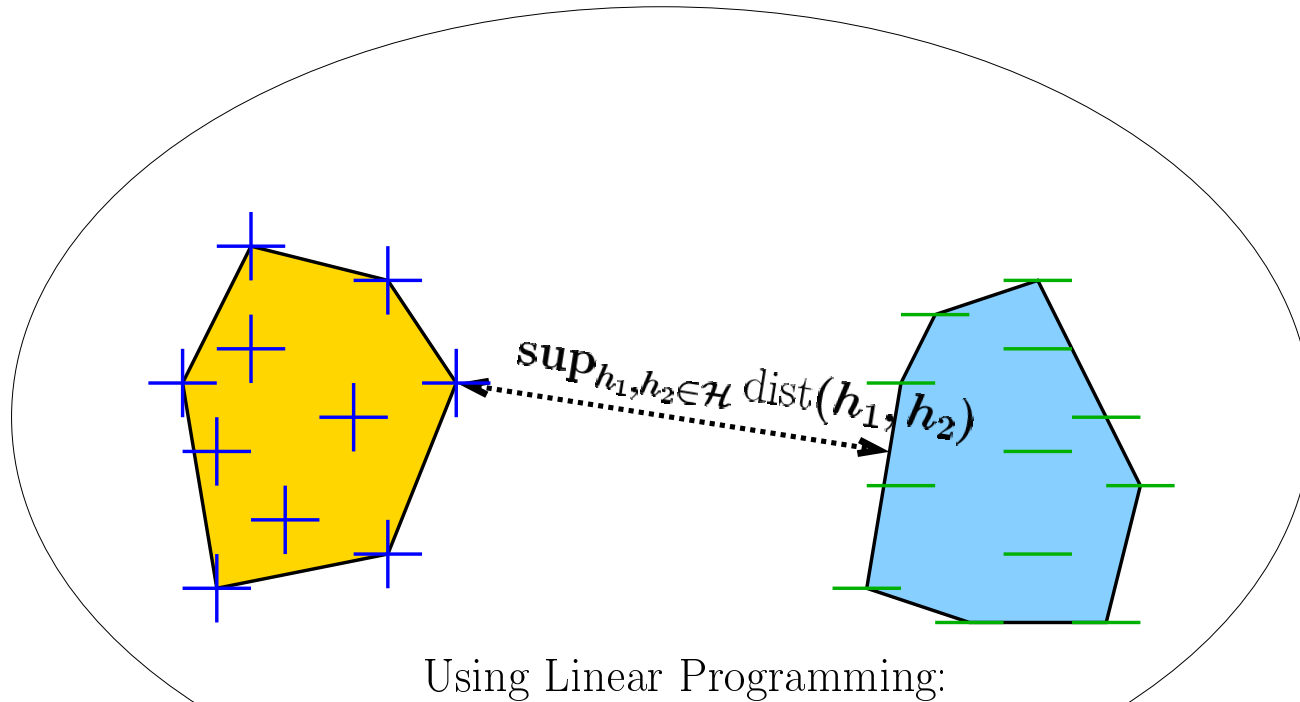 sup_{h_1,h_2∈ℋ} dist(h_1, h_2)
Using Linear Programming: